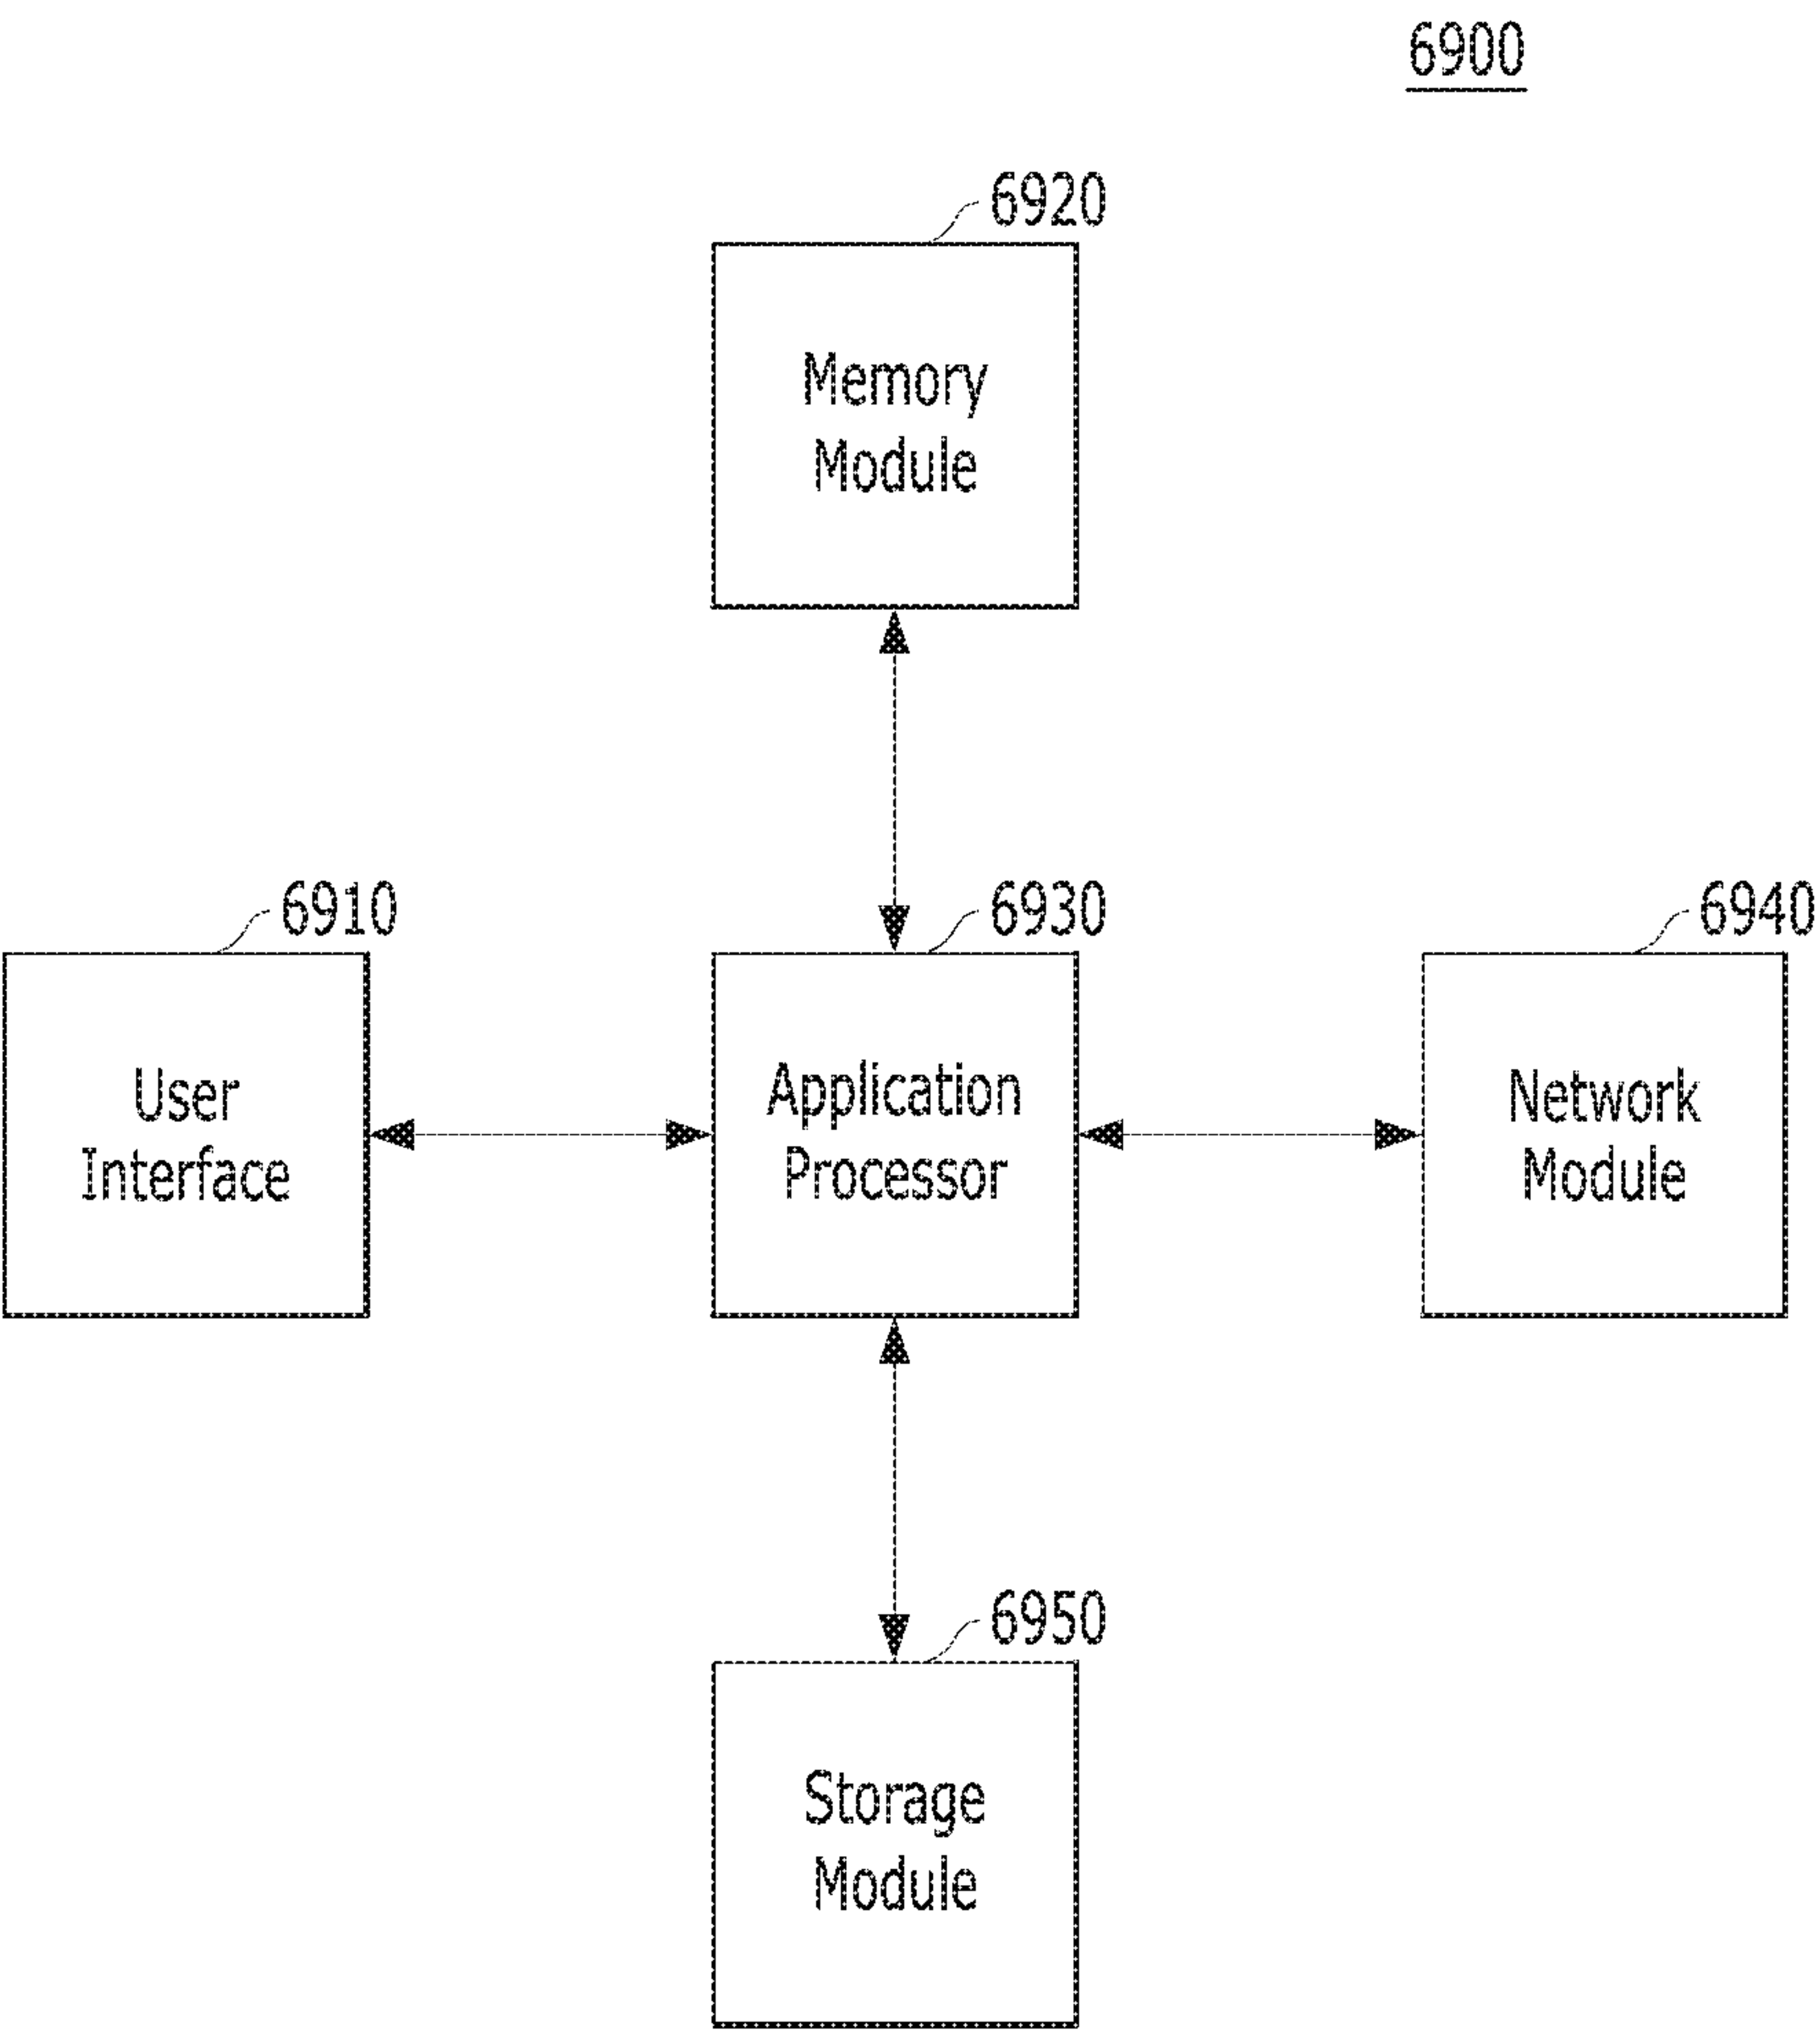 6900
6920
Memory
Module
6910
6930
6940
User
Interface
Application
Processor
Network
Module
6950
Storage
Module